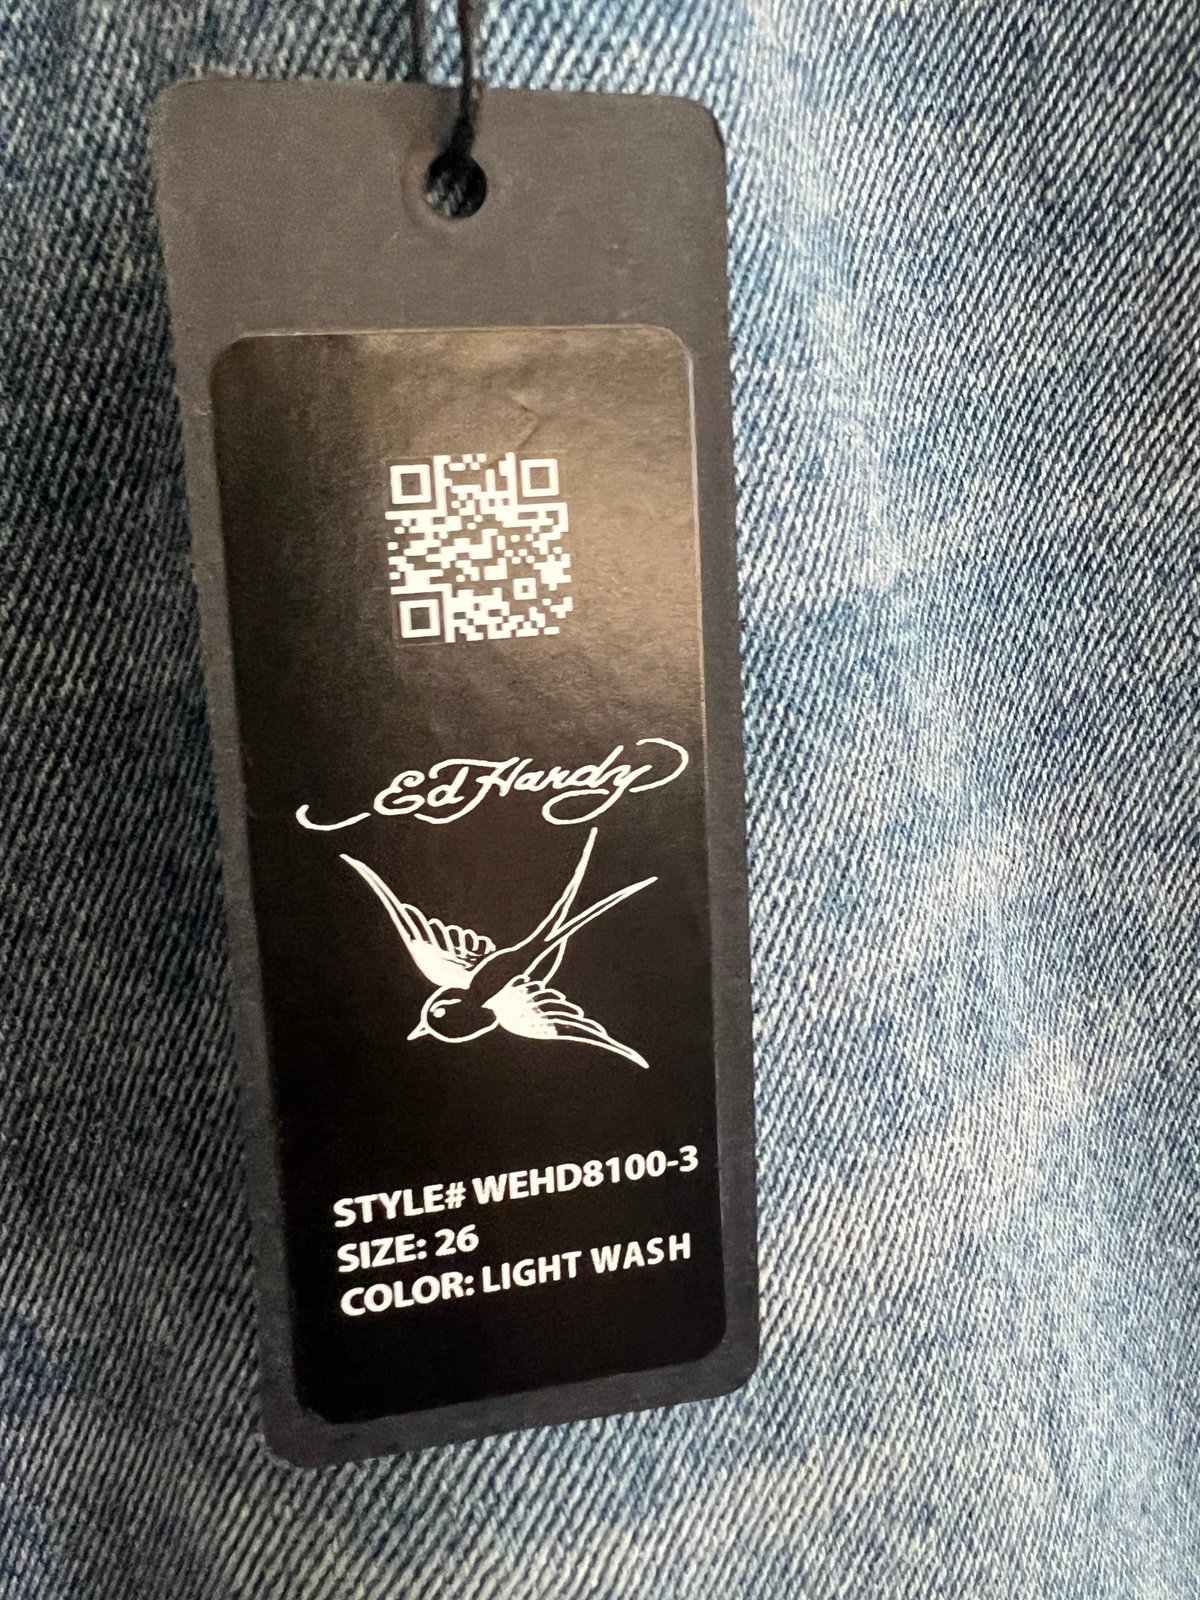 Ed Hardy
STYLE# WEHD8100-3
SIZE: 26
COLOR: LIGHT WASH